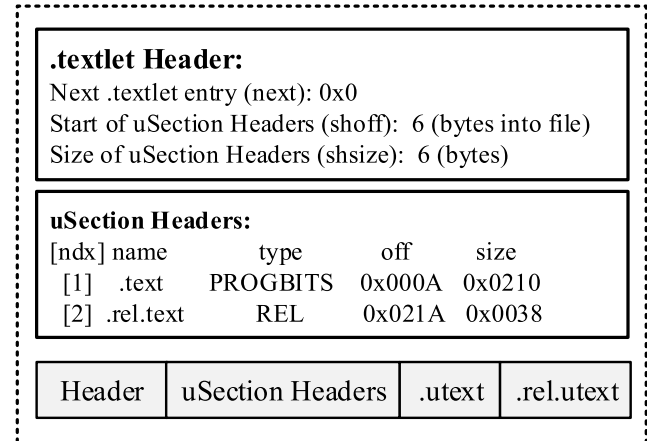 .textlet Header:
Next .textlet entry (next): 0x0
Start of uSection Headers (shoff): 6 (bytes into file)
Size of uSection Headers (shsize): 6 (bytes)
uSection Headers:
[ndx] name type off size
[1] .text PROGBITS 0x000A 0x0210
[2] .rel.text REL 0x021A 0x0038
Header uSection Headers .utext .rel.utext